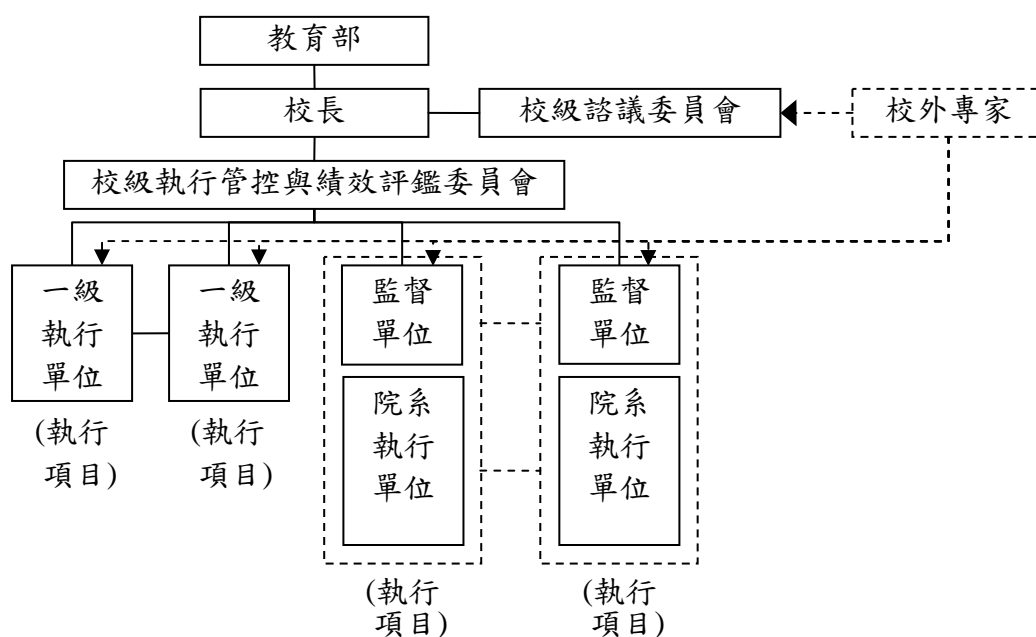 教育部
校長
校級諮議委員會
校外專家
校級執行管控與績效評鑑委員會
一級
執行
單位
一級
執行
單位
監督
單位
監督
單位
院系
執行
單位
院系
執行
單位
(執行
項目)
(執行
項目)
(執行
項目)
(執行
項目)